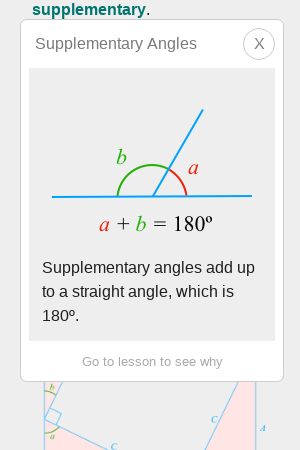 supplementary.
Supplementary Angles
X
b
a
a + b = 180º
Supplementary angles add up
to a straight angle, which is
180º.
Go to lesson to see why
b
a
C
C
A